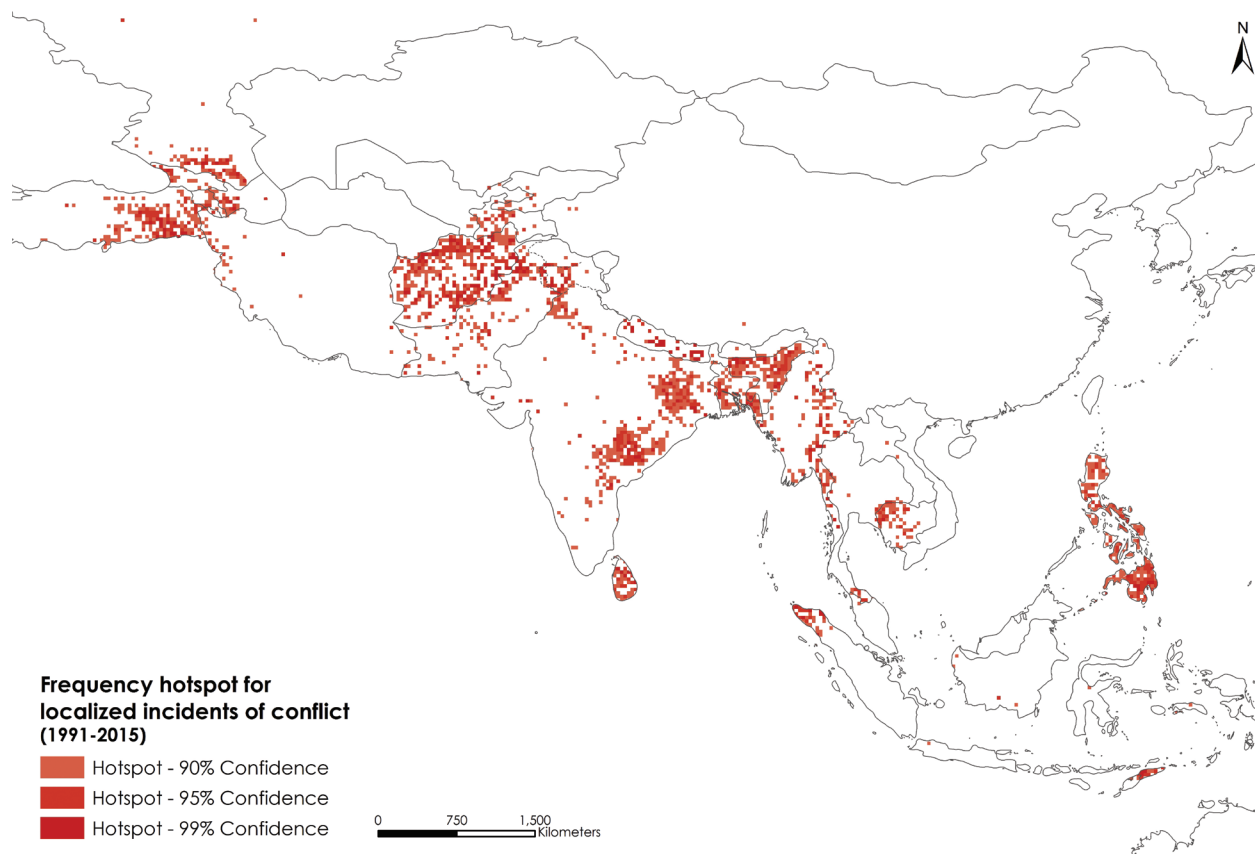 N
Frequency hotspot for
localized incidents of conflict
(1991-2015)
Hotspot - 90% Confidence
Hotspot - 95% Confidence
Hotspot - 99% Confidence
0 750 1,500
Kilometers